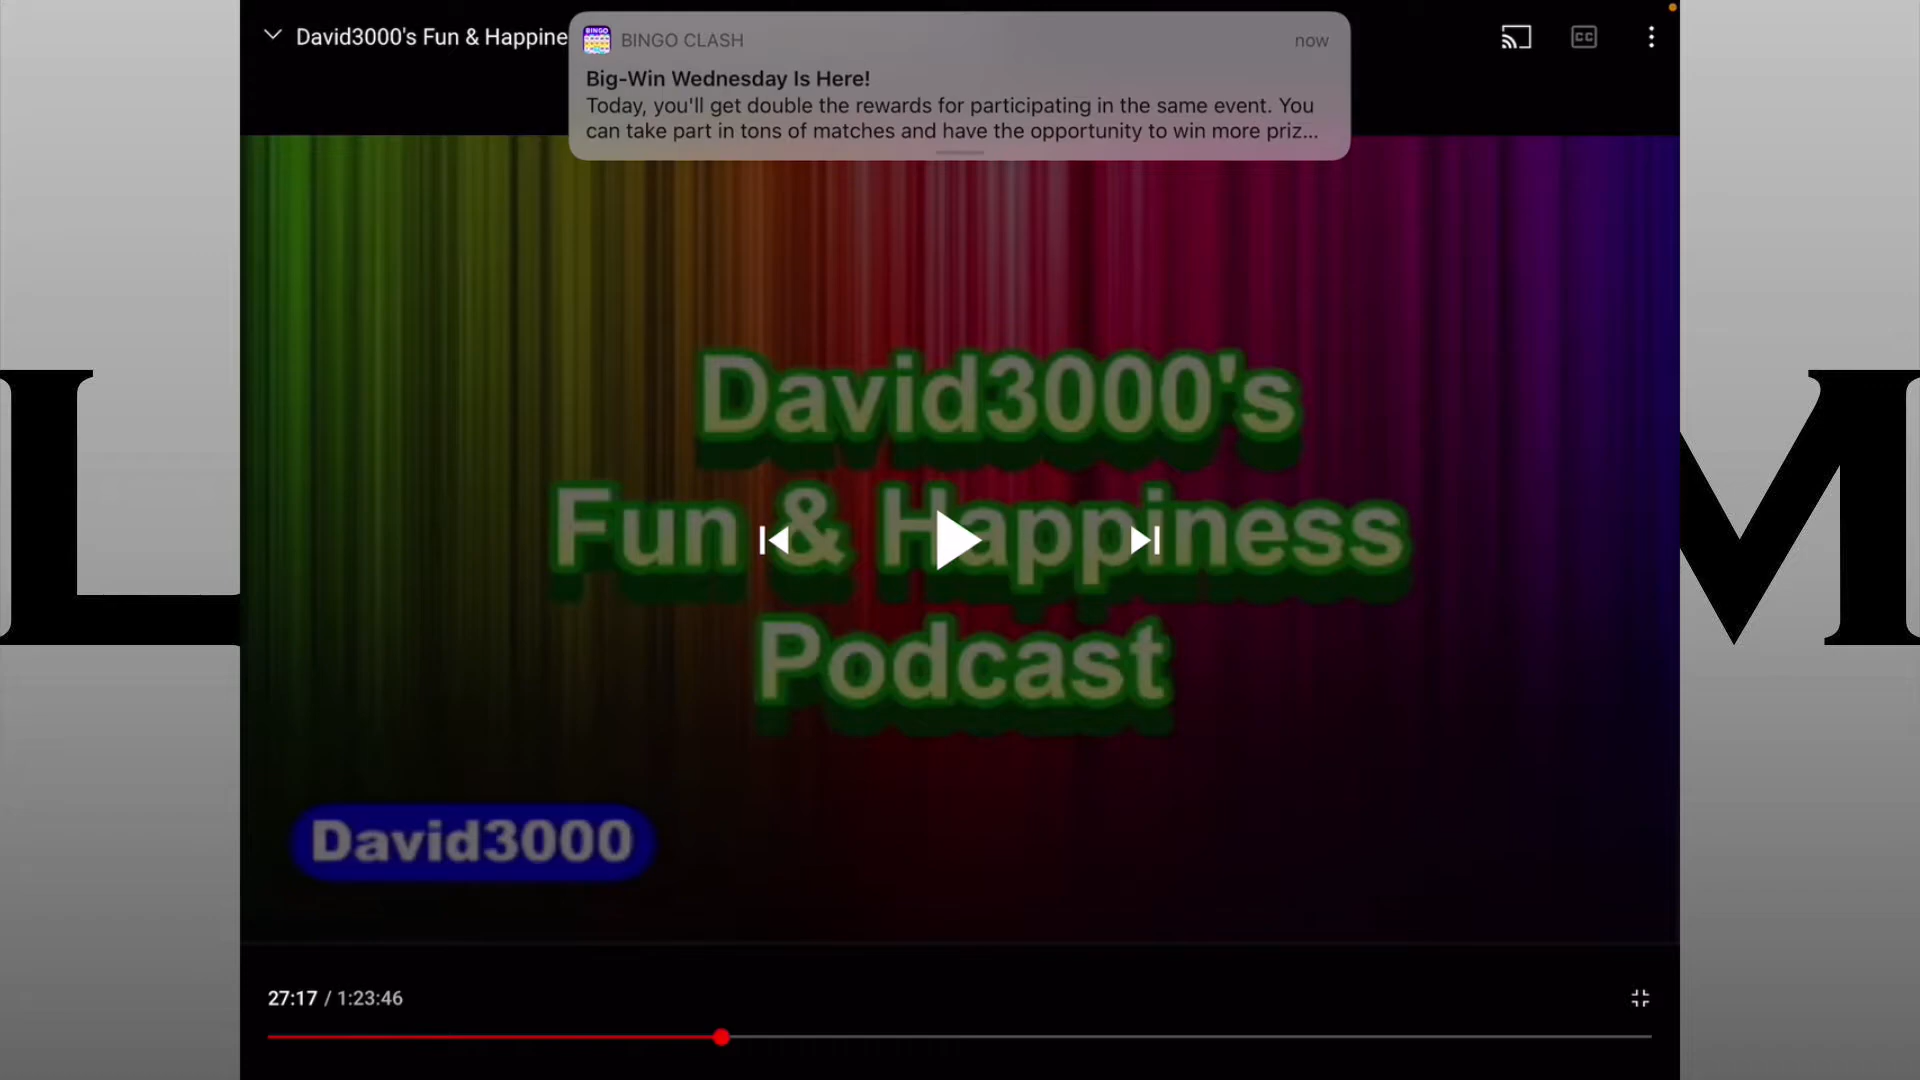 David3000's Fun & Happine
BINGO
BINGO CLASH
now
Big-Win Wednesday Is Here!
Today, you'll get double the rewards for participating in the same event. You
can take part in tons of matches and have the opportunity to win more priz...
CC
David3000's
Fun & Happiness
Podcast
L
M
David3000
27:17 / 1:23:46